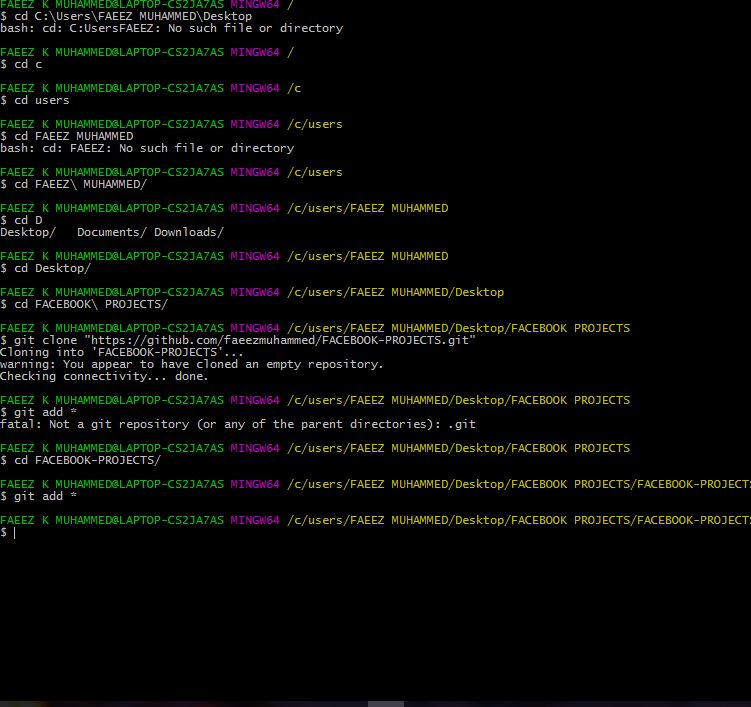 FAEEZ K MUHAMMED@LAPTOP-CS2JA7AS MINGW64 /
$ cd C:\Users\FAEEZ MUHAMMED\Desktop
bash: cd: C:UsersFAEEZ: No such file or directory
FAEEZ K MUHAMMED@LAPTOP-CS2JA7AS MINGW64 /
$ cd c
FAEEZ K MUHAMMED@LAPTOP-CS2JA7AS MINGW64 /c
$ cd users
FAEEZ K MUHAMMED@LAPTOP-CS2JA7AS MINGW64 /c/users
$ cd FAEEZ MUHAMMED
bash: cd: FAEEZ: No such file or directory
FAEEZ K MUHAMMED@LAPTOP-CS2JA7AS MINGW64 /c/users
$ cd FAEEZ\ MUHAMMED/
FAEEZ K MUHAMMED@LAPTOP-CS2JA7AS MINGW64 /c/users/FAEEZ MUHAMMED
$ cd D
Desktop/   Documents/ Downloads/
FAEEZ K MUHAMMED@LAPTOP-CS2JA7AS MINGW64 /c/users/FAEEZ MUHAMMED
$ cd Desktop/
FAEEZ K MUHAMMED@LAPTOP-CS2JA7AS MINGW64 /c/users/FAEEZ MUHAMMED/Desktop
$ cd FACEBOOK\ PROJECTS/
FAEEZ K MUHAMMED@LAPTOP-CS2JA7AS MINGW64 /c/users/FAEEZ MUHAMMED/Desktop/FACEBOOK PROJECTS
$ git clone "https://github.com/faeezmuhammed/FACEBOOK-PROJECTS.git"
Cloning into 'FACEBOOK-PROJECTS'...
warning: You appear to have cloned an empty repository.
Checking connectivity... done.
FAEEZ K MUHAMMED@LAPTOP-CS2JA7AS MINGW64 /c/users/FAEEZ MUHAMMED/Desktop/FACEBOOK PROJECTS
$ git add *
fatal: Not a git repository (or any of the parent directories): .git
FAEEZ K MUHAMMED@LAPTOP-CS2JA7AS MINGW64 /c/users/FAEEZ MUHAMMED/Desktop/FACEBOOK PROJECTS
$ cd FACEBOOK-PROJECTS/
FAEEZ K MUHAMMED@LAPTOP-CS2JA7AS MINGW64 /c/users/FAEEZ MUHAMMED/Desktop/FACEBOOK PROJECTS/FACEBOOK-PROJECTS
$ git add *
FAEEZ K MUHAMMED@LAPTOP-CS2JA7AS MINGW64 /c/users/FAEEZ MUHAMMED/Desktop/FACEBOOK PROJECTS/FACEBOOK-PROJECTS
$